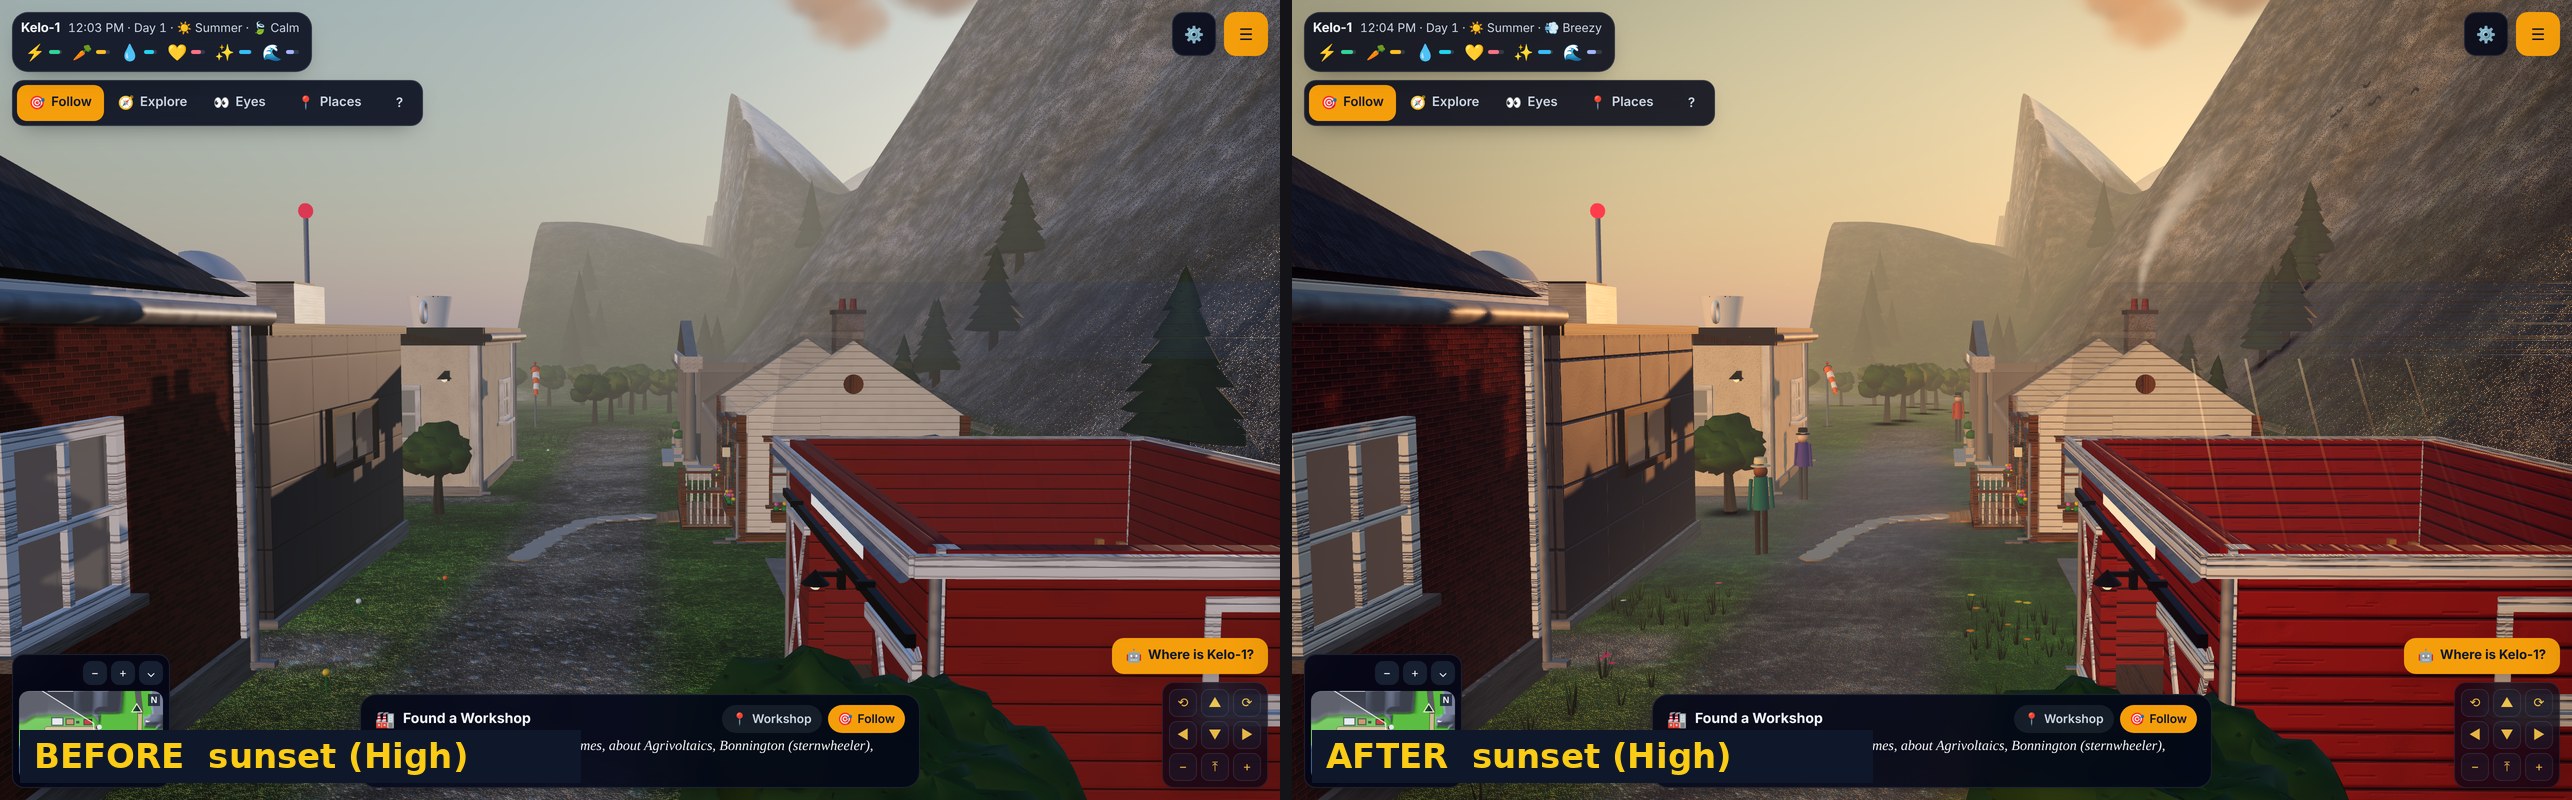 Kelo-1 12:03 PM · Day 1 · ☀️ Summer · 🍃 Calm
Follow Explore Eyes Places ?
N
Where is Kelo-1?
Found a Workshop Workshop Follow
mes, about Agrivoltaics, Bonnington (sternwheeler),
BEFORE sunset (High)
Kelo-1 12:04 PM · Day 1 · ☀️ Summer · 💨 Breezy
Follow Explore Eyes Places ?
N
Where is Kelo-1?
Found a Workshop Workshop Follow
mes, about Agrivoltaics, Bonnington (sternwheeler),
AFTER sunset (High)